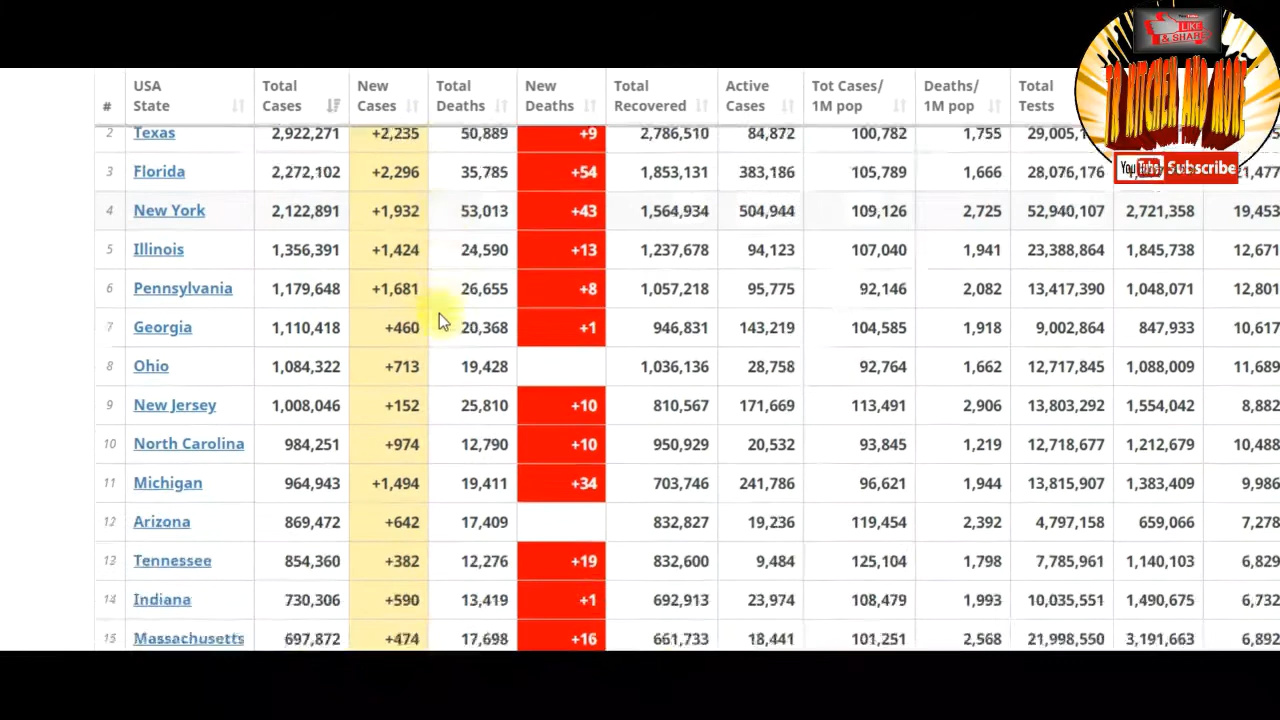 LIKE
& SHARE
TR KITCHEN AND MORE
YouTube Subscribe
# USA State Total Cases New Cases Total Deaths New Deaths Total Recovered Active Cases Tot Cases/ 1M pop Deaths/ 1M pop Total Tests
2 Texas 2,922,271 +2,235 50,889 +9 2,786,510 84,872 100,782 1,755
3 Florida 2,272,102 +2,296 35,785 +54 1,853,131 383,186 105,789 1,666 28,076,176
4 New York 2,122,891 +1,932 53,013 +43 1,564,934 504,944 109,126 2,725 52,940,107 2,721,358 19,453
5 Illinois 1,356,391 +1,424 24,590 +13 1,237,678 94,123 107,040 1,941 23,388,864 1,845,738 12,671
6 Pennsylvania 1,179,648 +1,681 26,655 +8 1,057,218 95,775 92,146 2,082 13,417,390 1,048,071 12,801
7 Georgia 1,110,418 +460 20,368 +1 946,831 143,219 104,585 1,918 9,002,864 847,933 10,617
8 Ohio 1,084,322 +713 19,428 1,036,136 28,758 92,764 1,662 12,717,845 1,088,009 11,689
9 New Jersey 1,008,046 +152 25,810 +10 810,567 171,669 113,491 2,906 13,803,292 1,554,042 8,882
10 North Carolina 984,251 +974 12,790 +10 950,929 20,532 93,845 1,219 12,718,677 1,212,679 10,488
11 Michigan 964,943 +1,494 19,411 +34 703,746 241,786 96,621 1,944 13,815,907 1,383,409 9,986
12 Arizona 869,472 +642 17,409 832,827 19,236 119,454 2,392 4,797,158 659,066 7,278
13 Tennessee 854,360 +382 12,276 +19 832,600 9,484 125,104 1,798 7,785,961 1,140,103 6,829
14 Indiana 730,306 +590 13,419 +1 692,913 23,974 108,479 1,993 10,035,551 1,490,675 6,732
15 Massachusetts 697,872 +474 17,698 +16 661,733 18,441 101,251 2,568 21,998,550 3,191,663 6,892